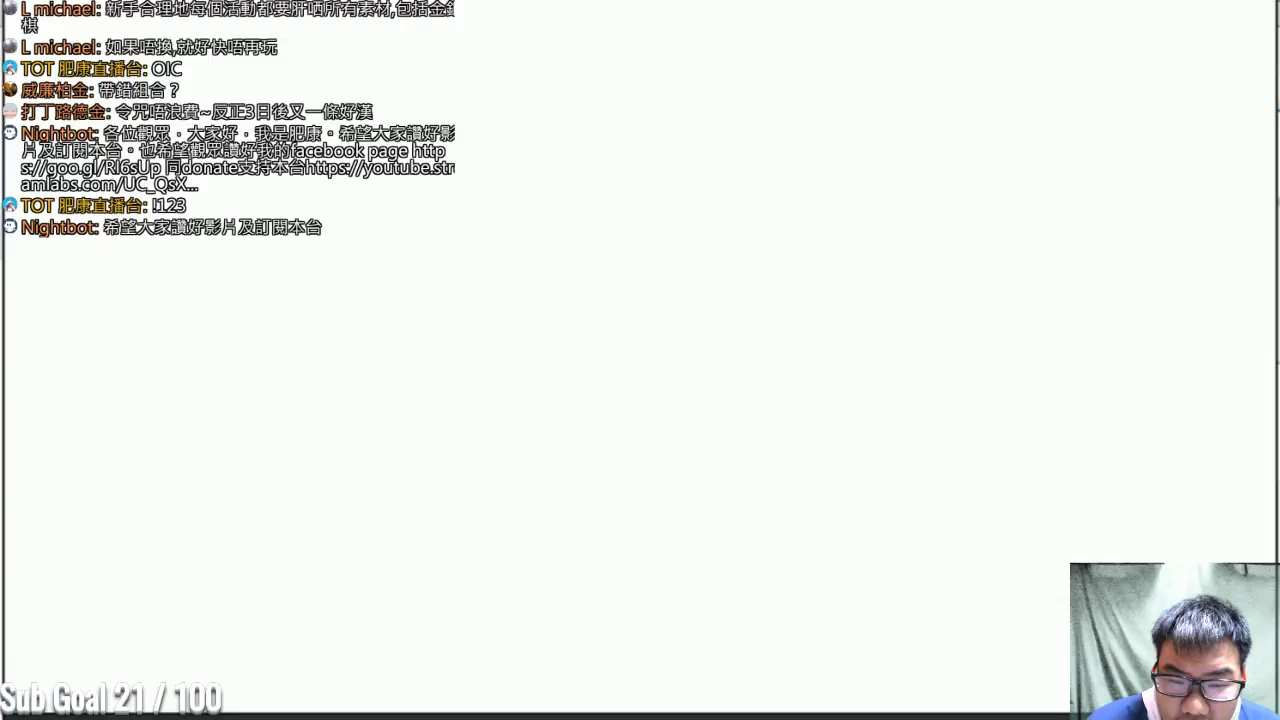 L michael: 新手合理地每個活動都要肝哂所有素材,包括金
棋
L michael: 如果唔換,就好快唔再玩
TOT 肥康直播台: OIC
威廉柏金: 帶錯組合？
打丁路德金: 令咒唔浪費~反正3日後又一條好漢
Nightbot: 各位觀眾，大家好，我是肥康。希望大家讚好影
片及訂閱本台。也希望觀眾讚好我的facebook page http
s://goo.gl/Rl6sUp 同donate支持本台https://youtube.str
amlabs.com/UC_QsX...
TOT 肥康直播台: !123
Nightbot: 希望大家讚好影片及訂閱本台
Sub Goal 21 / 100